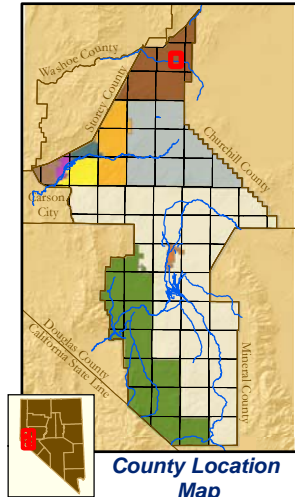 Washoe County
Storey County
Churchill County
Carson
City
Douglas County
California State Line
Mineral County
County Location
Map